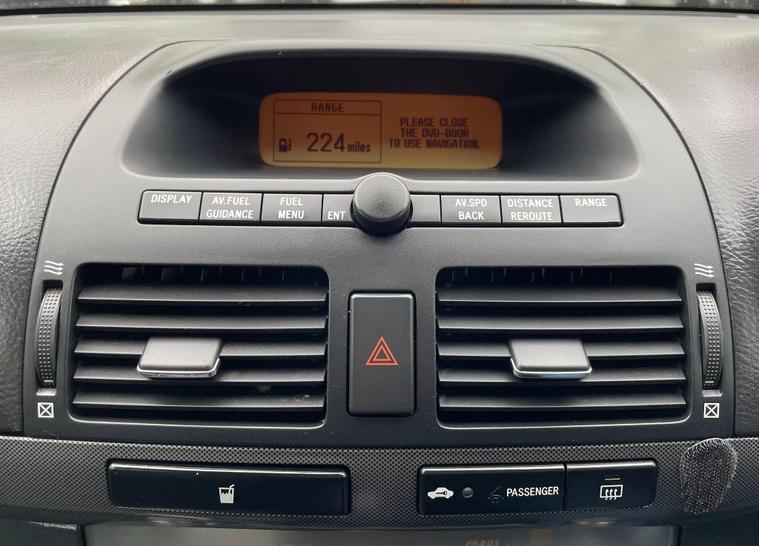 RANGE
224 miles
PLEASE CLOSE
THE DVD-DOOR
TO USE NAVIGATION.
DISPLAY
AV.FUEL
GUIDANCE
FUEL
MENU
ENT
AV.SPD
BACK
DISTANCE
REROUTE
RANGE
PASSENGER